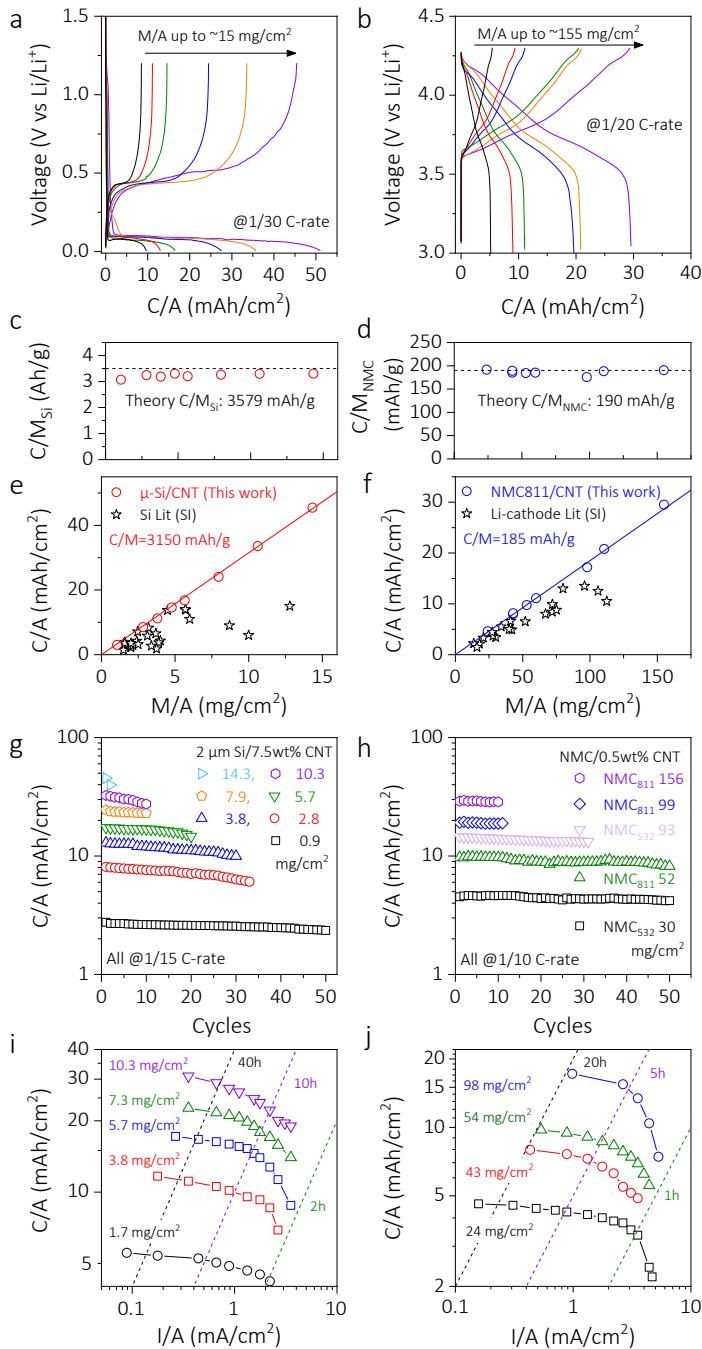 a
M/A up to ~15 mg/cm²
1.5
1.0
0.5
0.0
Voltage (V vs Li/Li⁺)
@1/30 C-rate
0 10 20 30 40 50
C/A (mAh/cm²)
b
M/A up to ~155 mg/cm²
4.5
4.0
3.5
3.0
Voltage (V vs Li/Li⁺)
@1/20 C-rate
0 10 20 30 40
C/A (mAh/cm²)
c
5
4
3
2
1
0
C/M_Si (Ah/g)
Theory C/M_Si: 3579 mAh/g
d
250
200
150
100
50
0
C/M_NMC
(mAh/g)
Theory C/M_NMC: 190 mAh/g
e
μ-Si/CNT (This work)
Si Lit (SI)
C/M=3150 mAh/g
40
20
0
C/A (mAh/cm²)
0 5 10 15
M/A (mg/cm²)
f
NMC811/CNT (This work)
Li-cathode Lit (SI)
C/M=185 mAh/g
30
20
10
0
C/A (mAh/cm²)
0 50 100 150
M/A (mg/cm²)
g
2 μm Si/7.5wt% CNT
14.3, 10.3
7.9, 5.7
3.8, 2.8
0.9
mg/cm²
100
10
1
C/A (mAh/cm²)
All @1/15 C-rate
0 10 20 30 40 50
Cycles
h
NMC/0.5wt% CNT
NMC₈₁₁ 156
NMC₈₁₁ 99
NMC₅₃₂ 93
NMC₈₁₁ 52
NMC₅₃₂ 30
mg/cm²
100
10
1
C/A (mAh/cm²)
All @1/10 C-rate
0 10 20 30 40 50
Cycles
i
40
30
20
10
5
C/A (mAh/cm²)
10.3 mg/cm²
7.3 mg/cm²
5.7 mg/cm²
3.8 mg/cm²
1.7 mg/cm²
40h
10h
2h
0.1 1 10
I/A (mA/cm²)
j
20
15
10
5
2
C/A (mAh/cm²)
98 mg/cm²
54 mg/cm²
43 mg/cm²
24 mg/cm²
20h
5h
1h
0.1 1 10
I/A (mA/cm²)